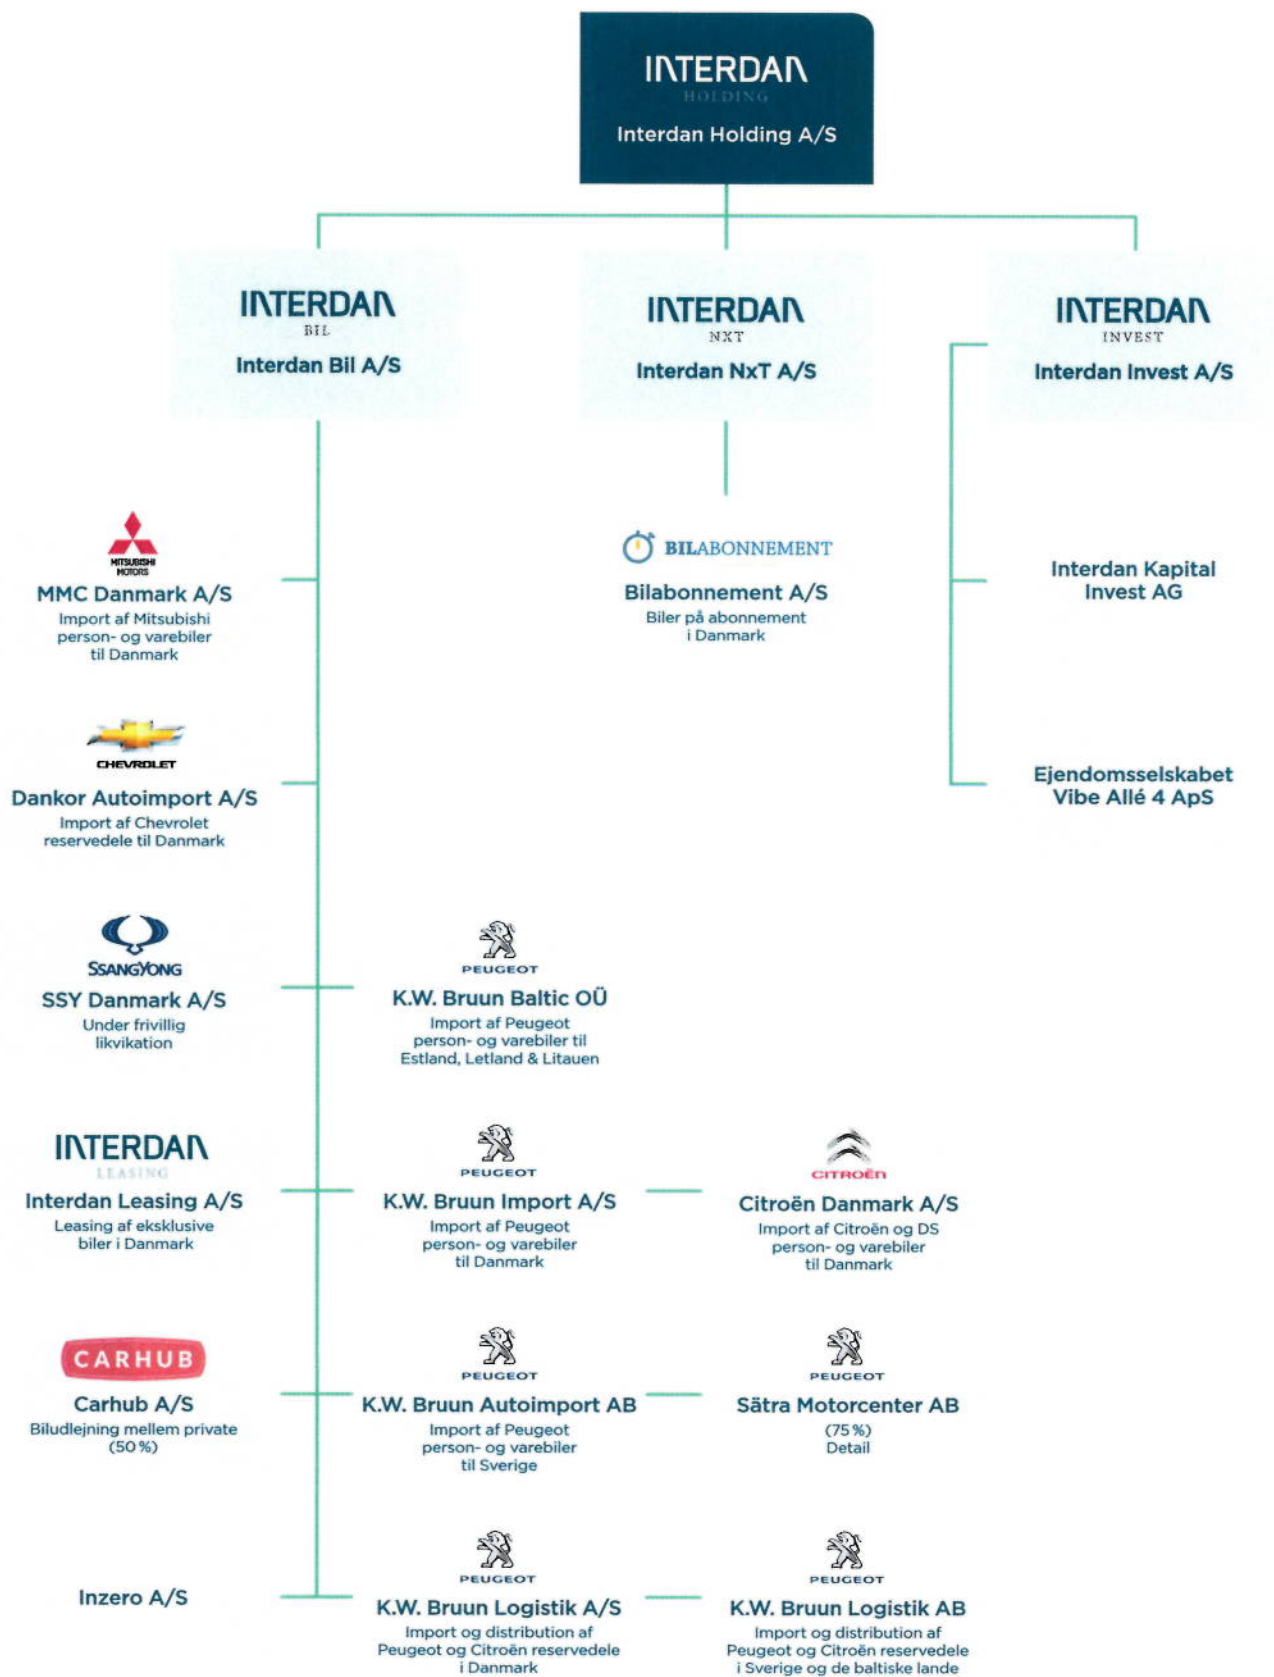 INTERDAN
HOLDING
Interdan Holding A/S
INTERDAN
BIL
Interdan Bil A/S
INTERDAN
NXT
Interdan NxT A/S
INTERDAN
INVEST
Interdan Invest A/S
MITSUBISHI
MOTORS
MMC Danmark A/S
Import af Mitsubishi
person- og varebiler
til Danmark
BILABONNEMENT
Bilabonnement A/S
Biler på abonnement
i Danmark
Interdan Kapital
Invest AG
CHEVROLET
Dankor Autoimport A/S
Import af Chevrolet
reservedele til Danmark
Ejendomsselskabet
Vibe Allé 4 ApS
SSANGYONG
SSY Danmark A/S
Under frivillig
likvikation
PEUGEOT
K.W. Bruun Baltic OÜ
Import af Peugeot
person- og varebiler til
Estland, Letland & Litauen
INTERDAN
LEASING
Interdan Leasing A/S
Leasing af eksklusive
biler i Danmark
PEUGEOT
K.W. Bruun Import A/S
Import af Peugeot
person- og varebiler
til Danmark
CITROËN
Citroën Danmark A/S
Import af Citroën og DS
person- og varebiler
til Danmark
CARHUB
Carhub A/S
Biludlejning mellem private
(50 %)
PEUGEOT
K.W. Bruun Autoimport AB
Import af Peugeot
person- og varebiler
til Sverige
PEUGEOT
Sätra Motorcenter AB
(75 %)
Detail
Inzero A/S
PEUGEOT
K.W. Bruun Logistik A/S
Import og distribution af
Peugeot og Citroën reservedele
i Danmark
PEUGEOT
K.W. Bruun Logistik AB
Import og distribution af
Peugeot og Citroën reservedele
i Sverige og de baltiske lande